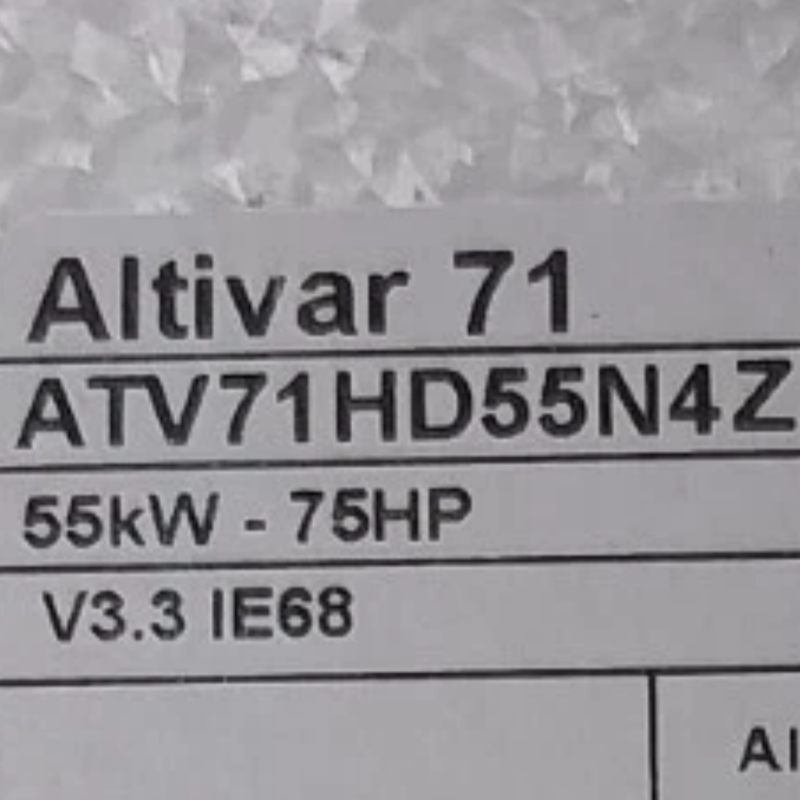 Altivar 71
ATV71HD55N4Z
55kW - 75HP
V3.3 IE68